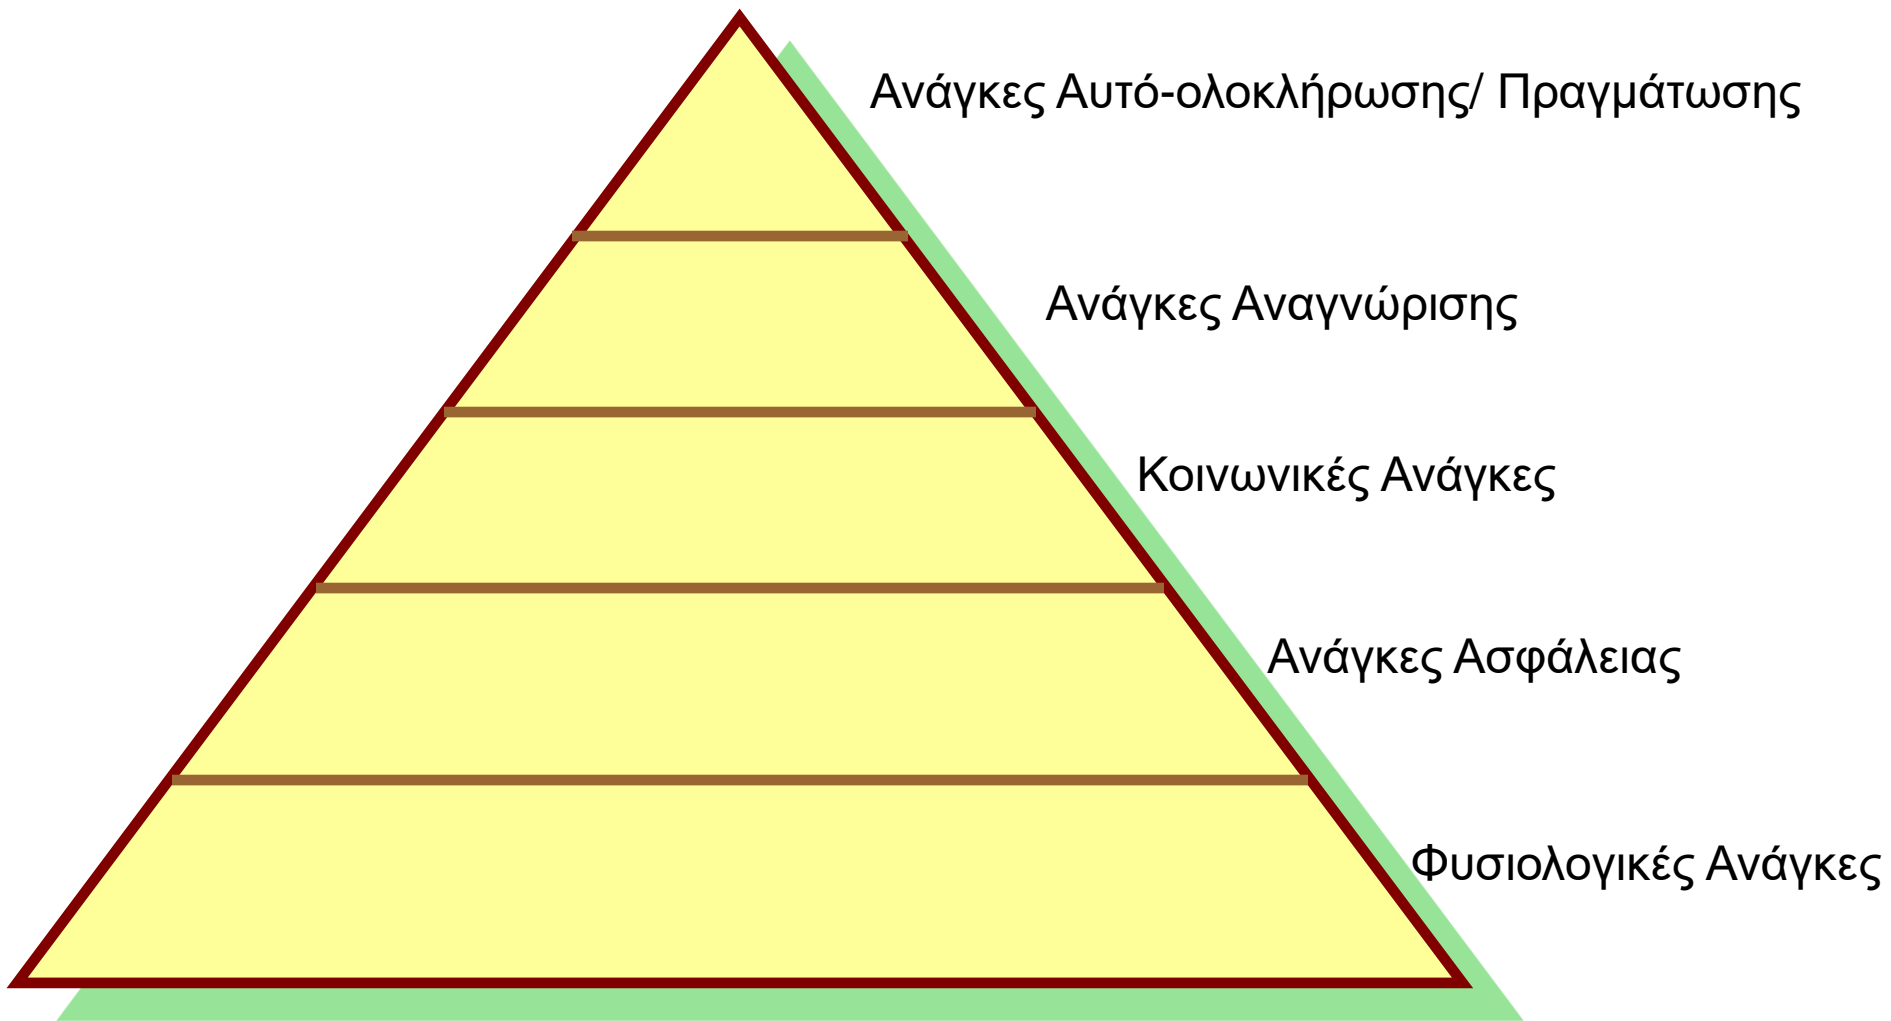 Ανάγκες Αυτό-ολοκλήρωσης/ Πραγμάτωσης
Ανάγκες Αναγνώρισης
Κοινωνικές Ανάγκες
Ανάγκες Ασφάλειας
Φυσιολογικές Ανάγκες